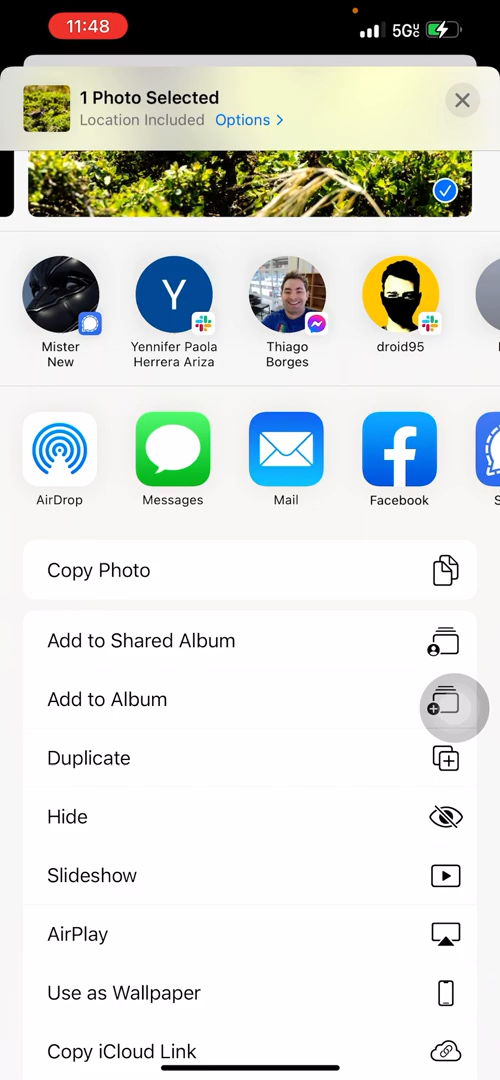 11:48
5G UC
1 Photo Selected
Location Included Options >
Y
Mister
New
Yennifer Paola
Herrera Ariza
Thiago
Borges
droid95
AirDrop
Messages
Mail
Facebook
Copy Photo
Add to Shared Album
Add to Album
Duplicate
Hide
Slideshow
AirPlay
Use as Wallpaper
Copy iCloud Link